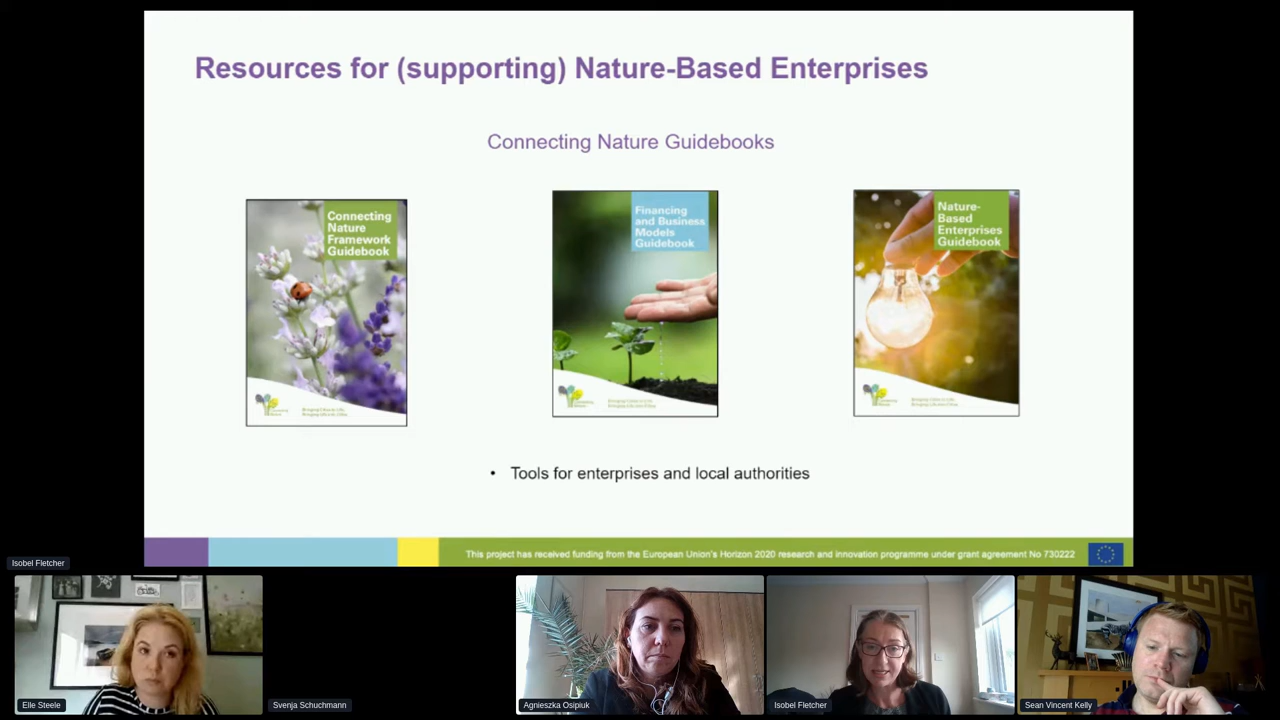 Resources for (supporting) Nature-Based Enterprises
Connecting Nature Guidebooks
Connecting
Nature
Framework
Guidebook
Financing
and Business
Models
Guidebook
Nature-
Based
Enterprises
Guidebook
• Tools for enterprises and local authorities
This project has received funding from the European Union's Horizon 2020 research and innovation programme under grant agreement No 730222
Isobel Fletcher
Elle Steele
Svenja Schuchmann
Agnieszka Osipiuk
Isobel Fletcher
Sean Vincent Kelly